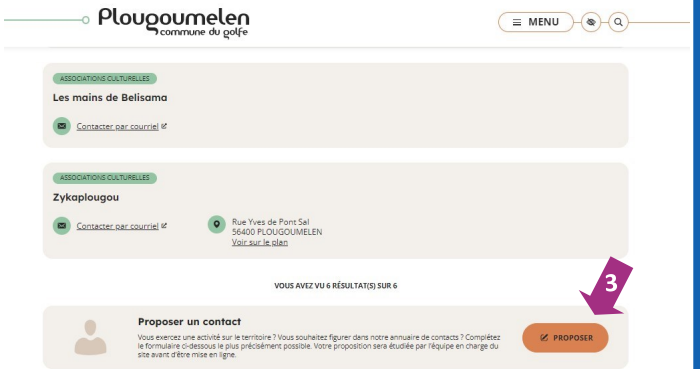 Plougoumelen
commune du golfe
MENU
ASSOCIATIONS CULTURELLES
Les mains de Belisama
Contacter par courriel
ASSOCIATIONS CULTURELLES
Zykaplougou
Contacter par courriel
Rue Yves de Pont Sal
56400 PLOUGOUMELEN
Voir sur le plan
VOUS AVEZ VU 6 RÉSULTAT(S) SUR 6
3
Proposer un contact
Vous exercez une activité sur le territoire ? Vous souhaitez figurer dans notre annuaire de contacts ? Complétez
le formulaire ci-dessous le plus précisément possible. Votre proposition sera étudiée par l'équipe en charge du
site avant d'être mise en ligne.
PROPOSER